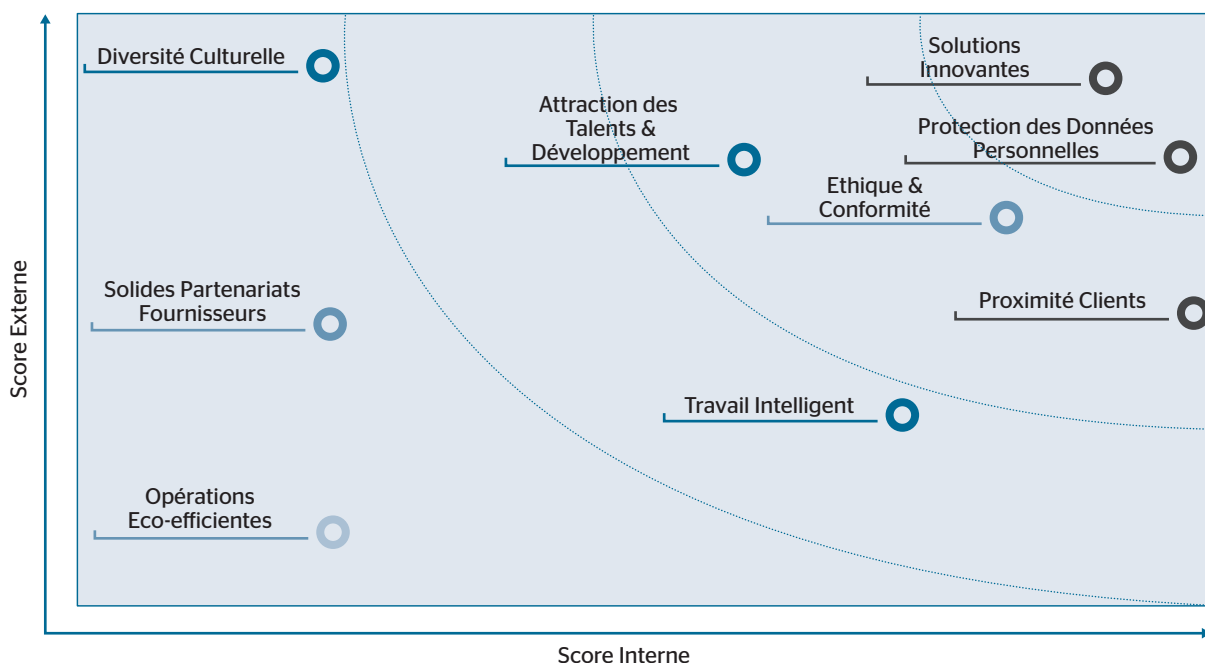 Diversité Culturelle
Solutions
Innovantes
Attraction des
Talents &
Développement
Protection des Données
Personnelles
Ethique &
Conformité
Solides Partenariats
Fournisseurs
Proximité Clients
Travail Intelligent
Opérations
Eco-efficientes
Score Externe
Score Interne